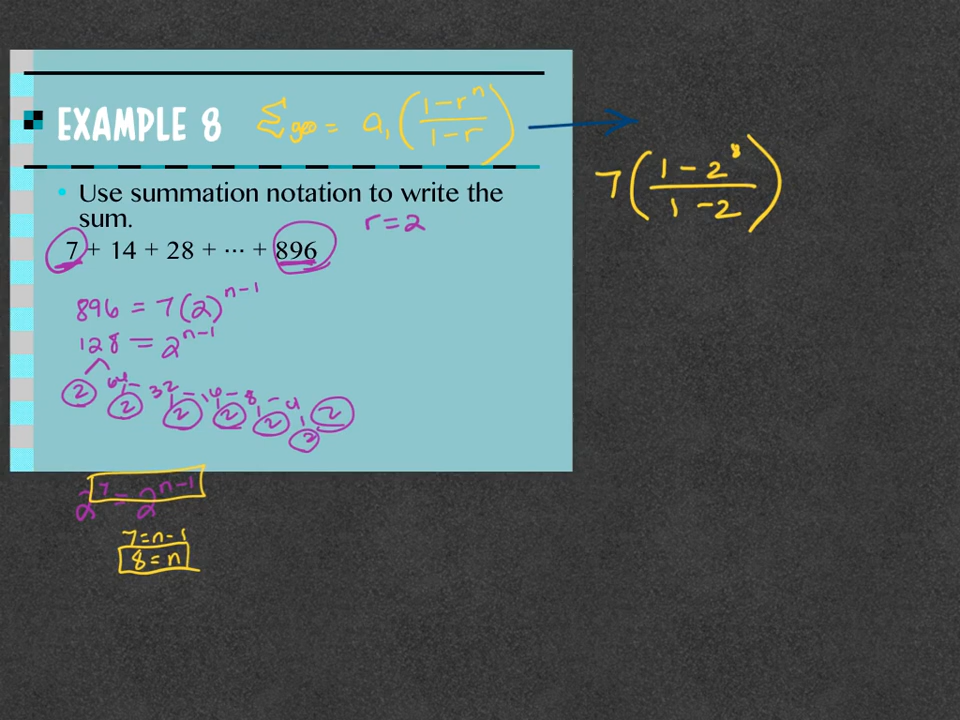 EXAMPLE 8
Σ geo = a₁ ( (1-rⁿ) / (1-r) )
7 ( (1-2⁸) / (1-2) )
• Use summation notation to write the
sum.
r=2
7 + 14 + 28 + ··· + 896
896 = 7(2)ⁿ⁻¹
128 = 2ⁿ⁻¹
2 64 - 32 - 16 - 8 - 4 - 2
2 2 2 2 2
2⁷ = 2ⁿ⁻¹
7=n-1
8=n